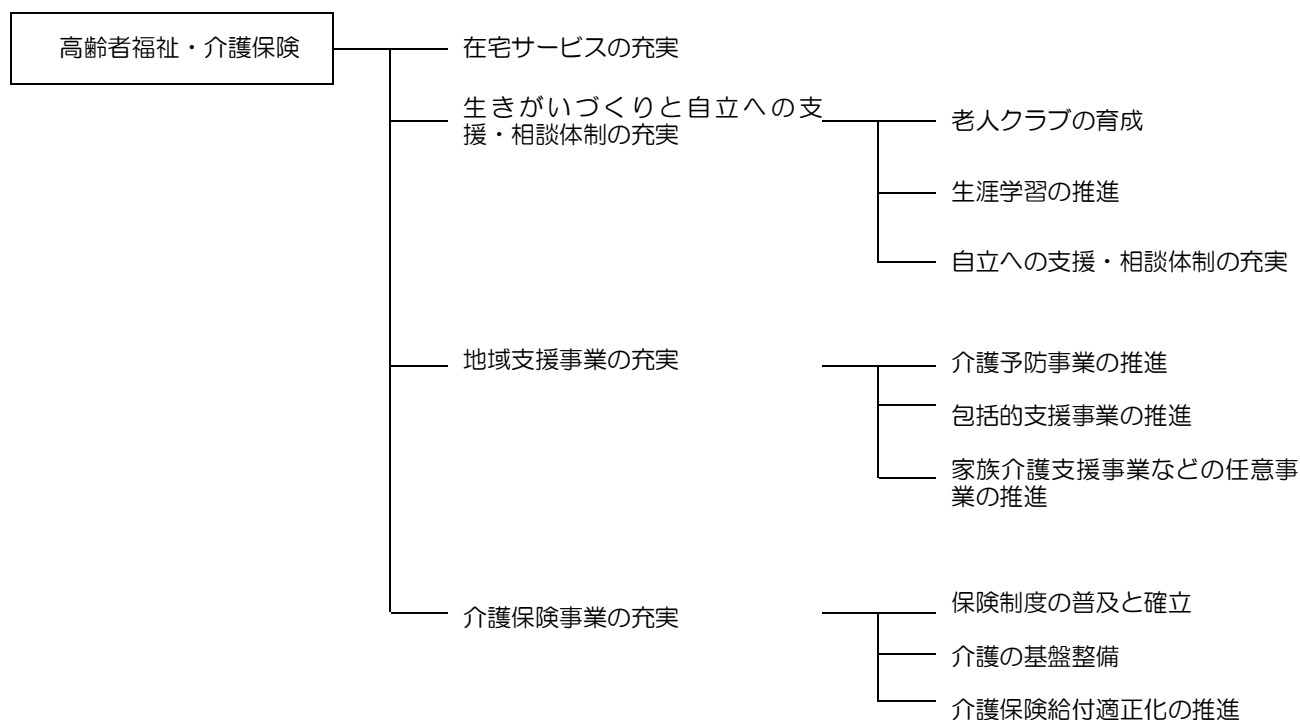 高齢者福祉・介護保険
在宅サービスの充実
生きがいづくりと自立への支
援・相談体制の充実
老人クラブの育成
生涯学習の推進
自立への支援・相談体制の充実
地域支援事業の充実
介護予防事業の推進
包括的支援事業の推進
家族介護支援事業などの任意事
業の推進
介護保険事業の充実
保険制度の普及と確立
介護の基盤整備
介護保険給付適正化の推進